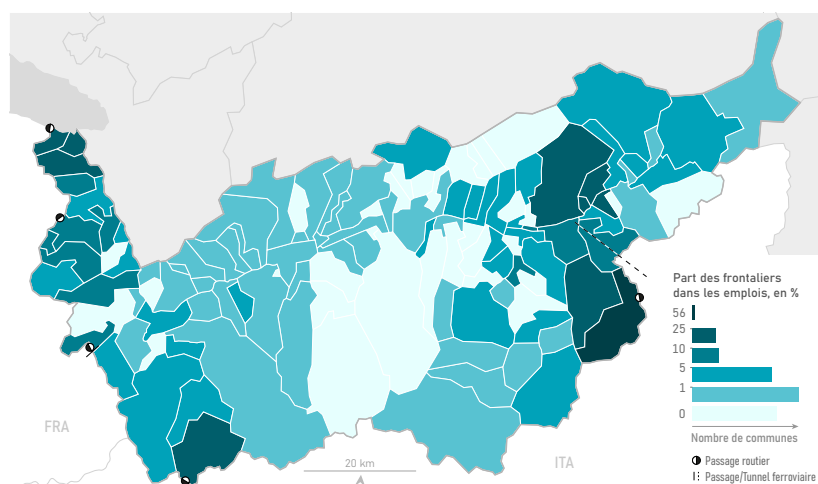 Part des frontaliers
dans les emplois, en %
56
25
10
5
1
0
Nombre de communes
Passage routier
Passage/Tunnel ferroviaire
FRA
20 km
ITA